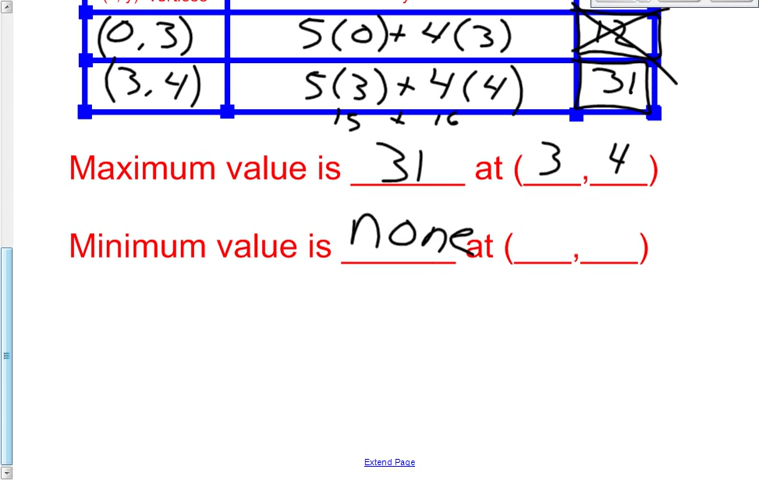 (0, 3) 5(0) + 4(3) 12
(3, 4) 5(3) + 4(4) 31
15 + 16
Maximum value is 31 at (3, 4)
Minimum value is none at (___,___)
Extend Page